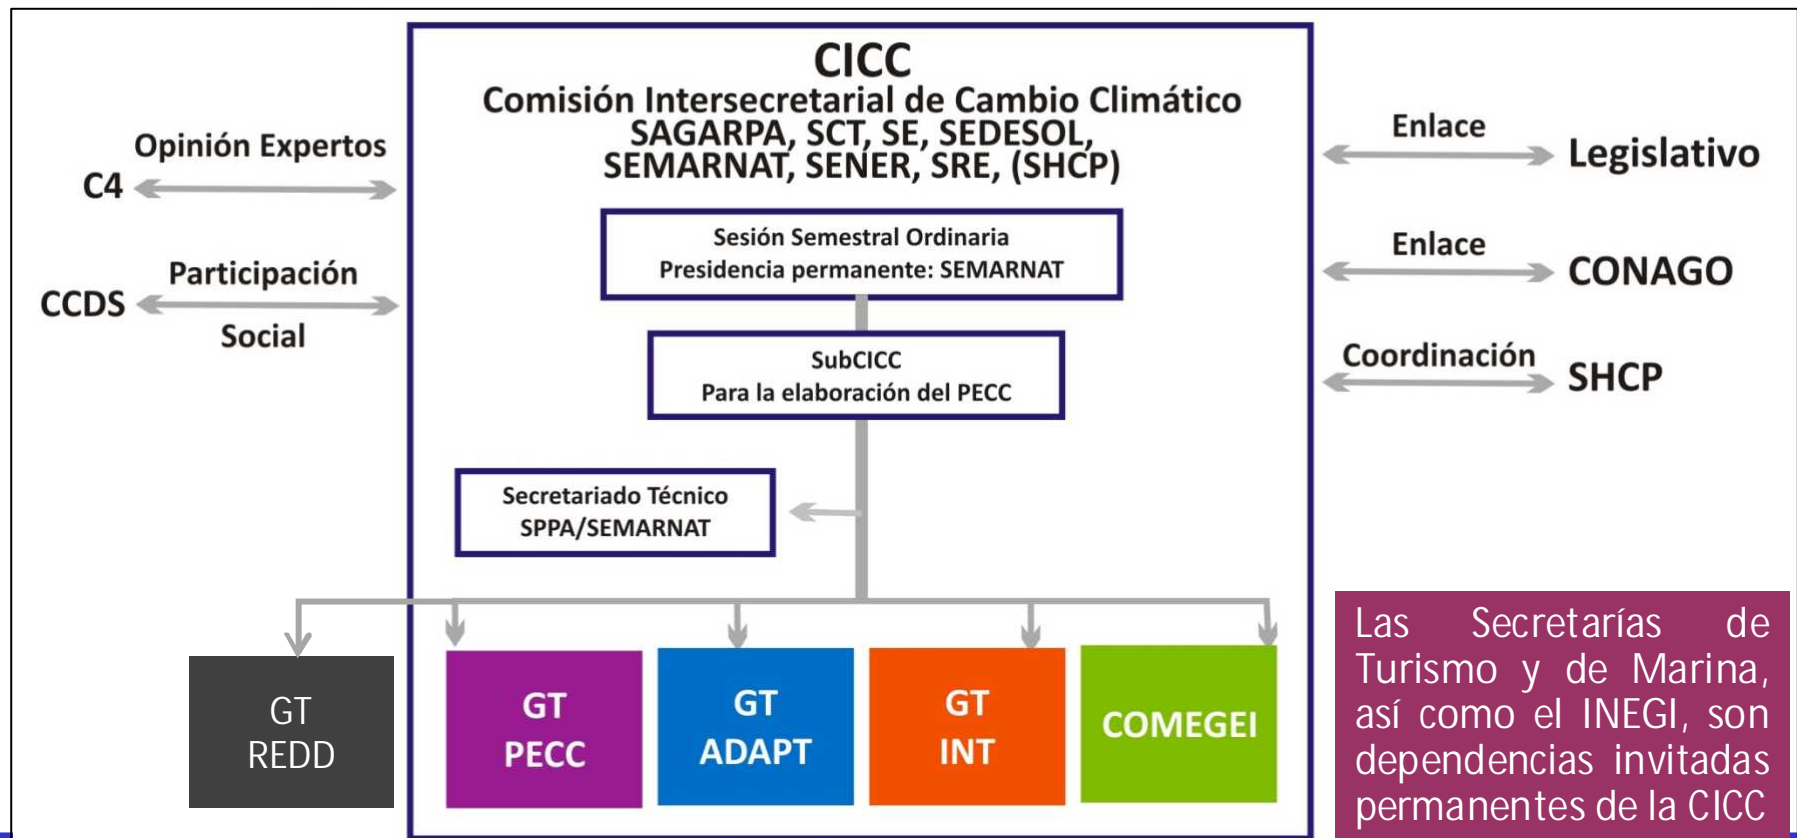 CICC
Comisión Intersecretarial de Cambio Climático
SAGARPA, SCT, SE, SEDESOL,
SEMARNAT, SENER, SRE, (SHCP)
Opinión Expertos
C4
Participación
CCDS
Social
Sesión Semestral Ordinaria
Presidencia permanente: SEMARNAT
SubCICC
Para la elaboración del PECC
Secretariado Técnico
SPPA/SEMARNAT
Enlace
Legislativo
Enlace
CONAGO
Coordinación
SHCP
GT
REDD
GT
PECC
GT
ADAPT
GT
INT
COMEGEI
Las Secretarías de
Turismo y de Marina,
así como el INEGI, son
dependencias invitadas
permanentes de la CICC